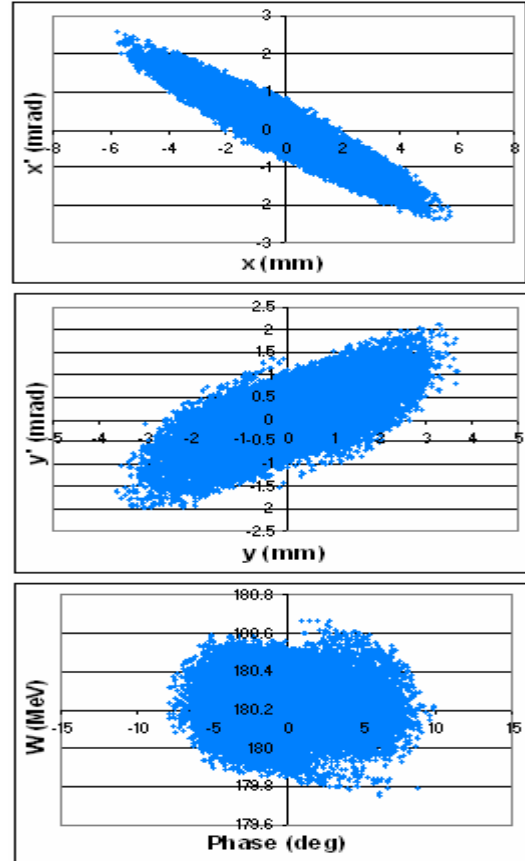 3
2
1
0
-8 -6 -4 -2 0 2 4 6 8
-1
-2
-3
x' (mrad)
x (mm)
2.5
2
1.5
1
0.5
0
-5 -4 -3 -2 -1 0 1 2 3 4 5
-0.5
-1
-1.5
2
-2.5
y' (mrad)
y (mm)
180.8
180.6
180.4
180.2
-15 -10 -5 0 5 10 15
180
179.8
179.6
W (MeV)
Phase (deg)